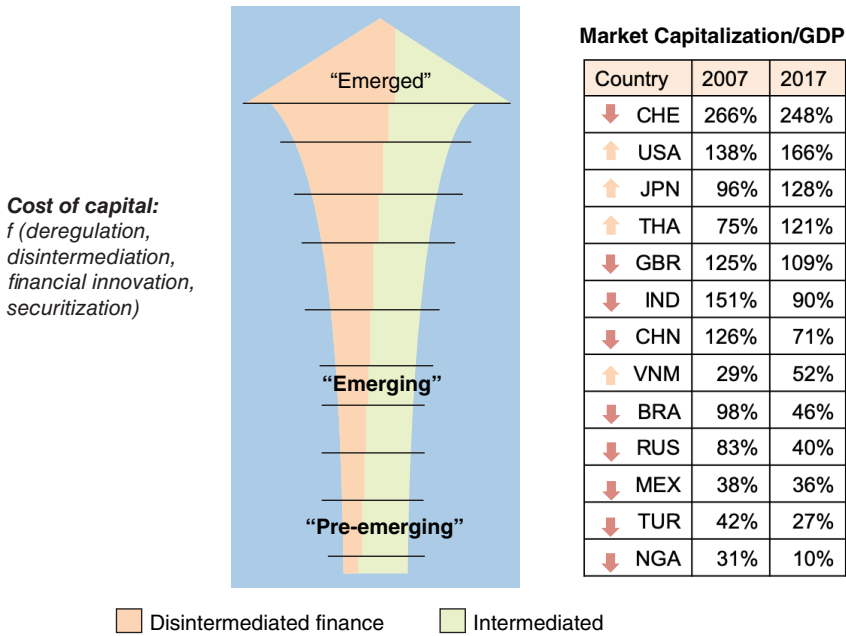 Market Capitalization/GDP
Cost of capital:
f (deregulation,
disintermediation,
financial innovation,
securitization)
“Emerged”
“Emerging”
“Pre-emerging”
Country 2007 2017
CHE 266% 248%
USA 138% 166%
JPN 96% 128%
THA 75% 121%
GBR 125% 109%
IND 151% 90%
CHN 126% 71%
VNM 29% 52%
BRA 98% 46%
RUS 83% 40%
MEX 38% 36%
TUR 42% 27%
NGA 31% 10%
Disintermediated finance
Intermediated